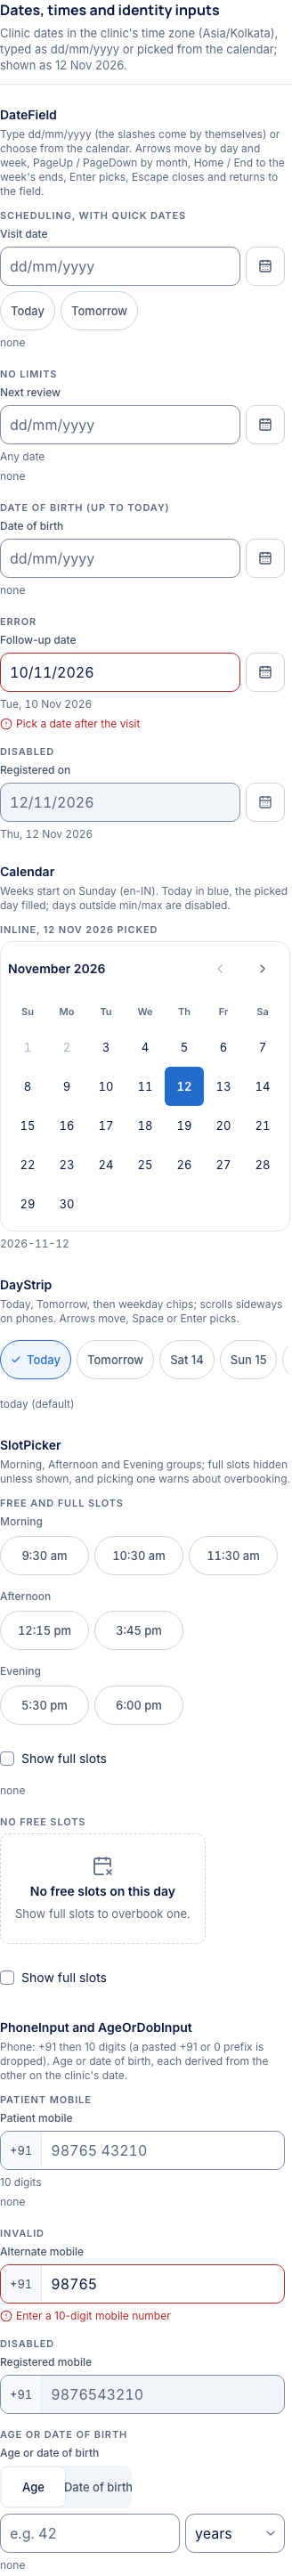 Dates, times and identity inputs
Clinic dates in the clinic's time zone (Asia/Kolkata),
typed as dd/mm/yyyy or picked from the calendar;
shown as 12 Nov 2026.
DateField
Type dd/mm/yyyy (the slashes come by themselves) or
choose from the calendar. Arrows move by day and
week, PageUp / PageDown by month, Home / End to the
week's ends, Enter picks, Escape closes and returns to
the field.
SCHEDULING, WITH QUICK DATES
Visit date
dd/mm/yyyy
Today Tomorrow
none
NO LIMITS
Next review
dd/mm/yyyy
Any date
none
DATE OF BIRTH (UP TO TODAY)
Date of birth
dd/mm/yyyy
none
ERROR
Follow-up date
10/11/2026
Tue, 10 Nov 2026
Pick a date after the visit
DISABLED
Registered on
12/11/2026
Thu, 12 Nov 2026
Calendar
Weeks start on Sunday (en-IN). Today in blue, the picked
day filled; days outside min/max are disabled.
INLINE, 12 NOV 2026 PICKED
November 2026
Su Mo Tu We Th Fr Sa
1 2 3 4 5 6 7
8 9 10 11 12 13 14
15 16 17 18 19 20 21
22 23 24 25 26 27 28
29 30
2026-11-12
DayStrip
Today, Tomorrow, then weekday chips; scrolls sideways
on phones. Arrows move, Space or Enter picks.
Today Tomorrow Sat 14 Sun 15
today (default)
SlotPicker
Morning, Afternoon and Evening groups; full slots hidden
unless shown, and picking one warns about overbooking.
FREE AND FULL SLOTS
Morning
9:30 am 10:30 am 11:30 am
Afternoon
12:15 pm 3:45 pm
Evening
5:30 pm 6:00 pm
Show full slots
none
NO FREE SLOTS
No free slots on this day
Show full slots to overbook one.
Show full slots
PhoneInput and AgeOrDobInput
Phone: +91 then 10 digits (a pasted +91 or 0 prefix is
dropped). Age or date of birth, each derived from the
other on the clinic's date.
PATIENT MOBILE
Patient mobile
+91 98765 43210
10 digits
none
INVALID
Alternate mobile
+91 98765
Enter a 10-digit mobile number
DISABLED
Registered mobile
+91 9876543210
AGE OR DATE OF BIRTH
Age or date of birth
Age Date of birth
e.g. 42 years
none